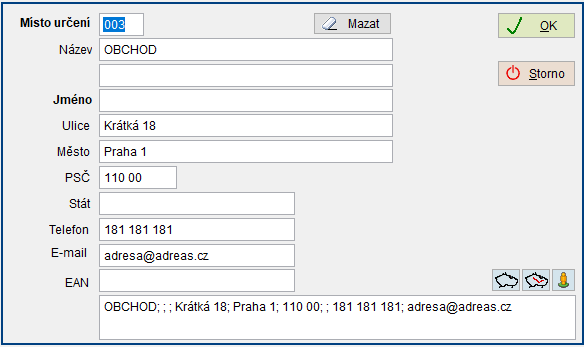 Místo určení 003 Mazat OK
Název OBCHOD
Storno
Jméno
Ulice Krátká 18
Město Praha 1
PSČ 110 00
Stát
Telefon 181 181 181
E-mail adresa@adreas.cz
EAN
OBCHOD; ; ; Krátká 18; Praha 1; 110 00; ; 181 181 181; adresa@adreas.cz